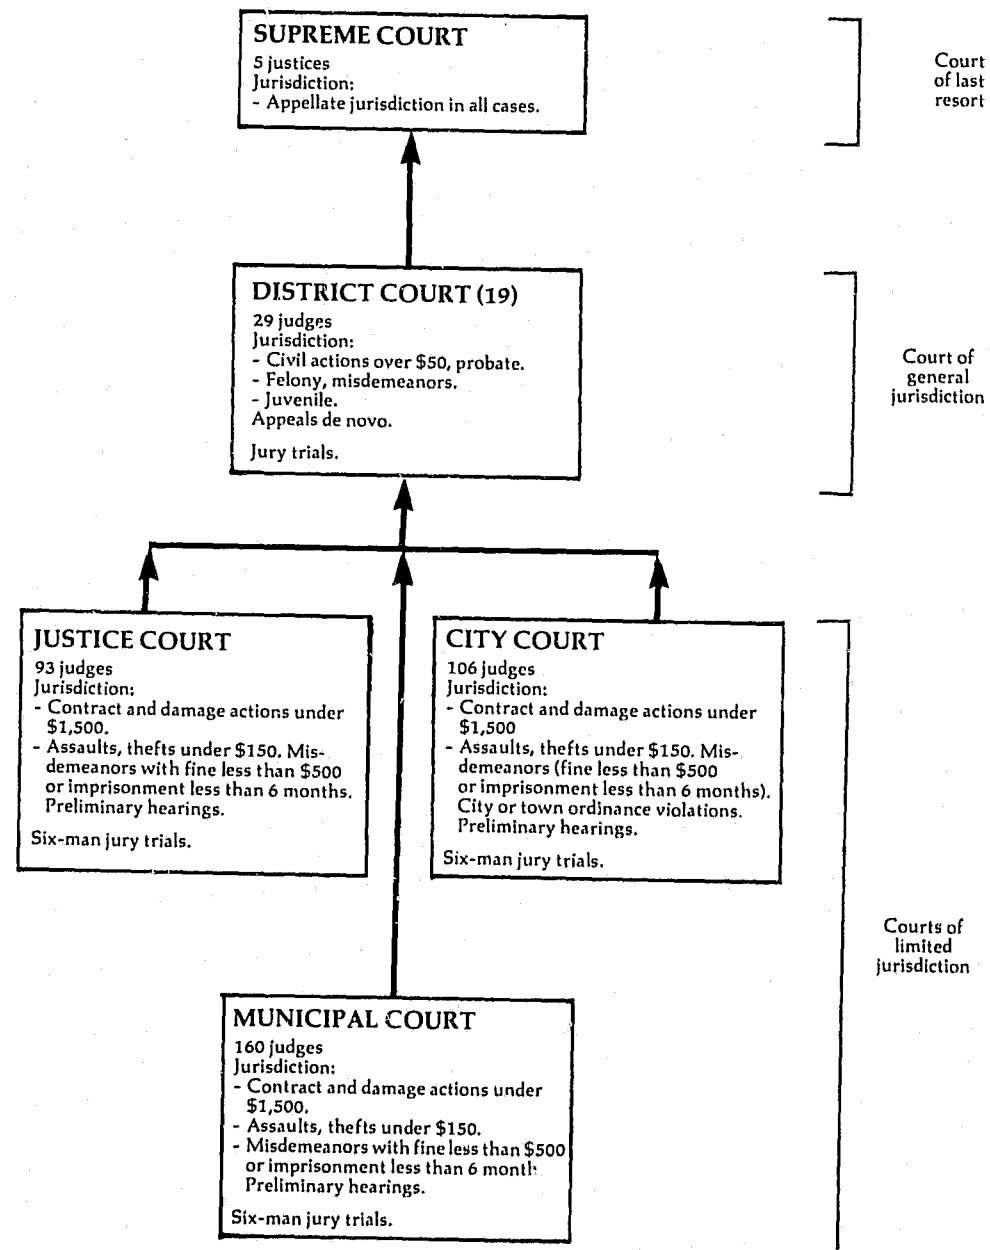 SUPREME COURT
5 justices
Jurisdiction:
- Appellate jurisdiction in all cases.
Court
of last
resort
DISTRICT COURT (19)
29 judges
Jurisdiction:
- Civil actions over $50, probate.
- Felony, misdemeanors.
- Juvenile.
Appeals de novo.
Jury trials.
Court of
general
jurisdiction
JUSTICE COURT
93 judges
Jurisdiction:
- Contract and damage actions under
$1,500.
- Assaults, thefts under $150. Mis-
demeanors with fine less than $500
or imprisonment less than 6 months.
Preliminary hearings.
Six-man jury trials.
CITY COURT
106 judges
Jurisdiction:
- Contract and damage actions under
$1,500
- Assaults, thefts under $150. Mis-
demeanors (fine less than $500
or imprisonment less than 6 months).
City or town ordinance violations.
Preliminary hearings.
Six-man jury trials.
Courts of
limited
jurisdiction
MUNICIPAL COURT
160 judges
Jurisdiction:
- Contract and damage actions under
$1,500.
- Assaults, thefts under $150.
- Misdemeanors with fine less than $500
or imprisonment less than 6
Preliminary hearings.
Six-man jury trials.